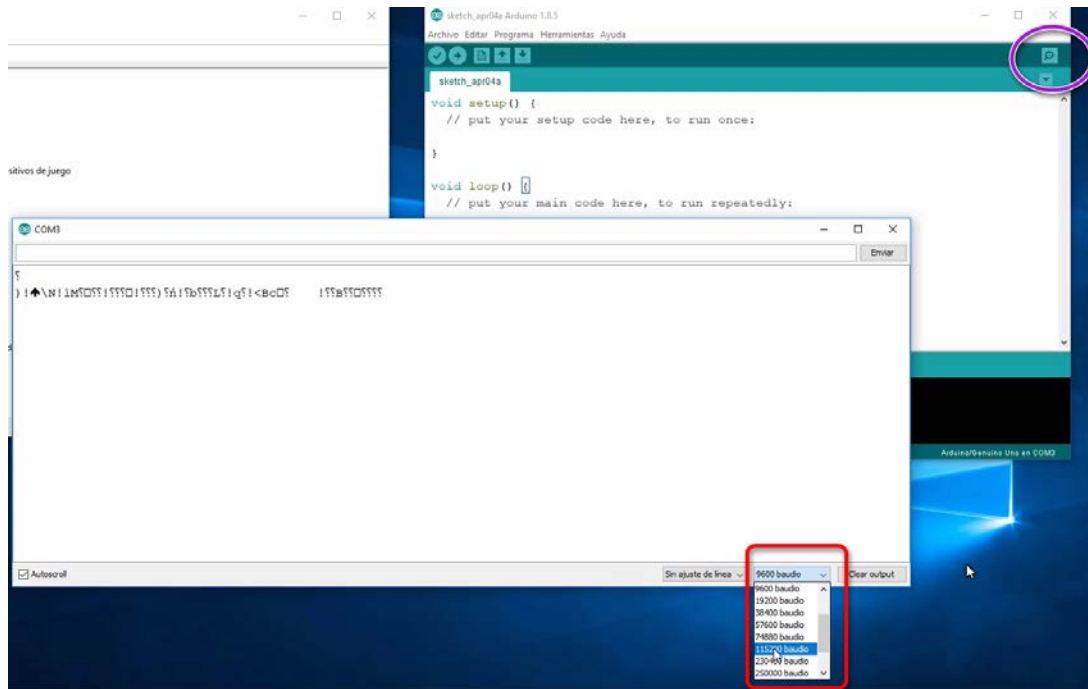 sketch_apr04a Arduino 1.8.5
Archivo Editar Programa Herramientas Ayuda
sketch_apr04a
void setup() {
// put your setup code here, to run once:
}
void loop() {
// put your main code here, to run repeatedly:
sitivos de juego
COM3
Enviar
Autoscroll
Sin ajuste de línea
9600 baudio
Clear output
9600 baudio
19200 baudio
38400 baudio
57600 baudio
74880 baudio
115200 baudio
230400 baudio
250000 baudio
Arduino/Genuino Uno en COM3